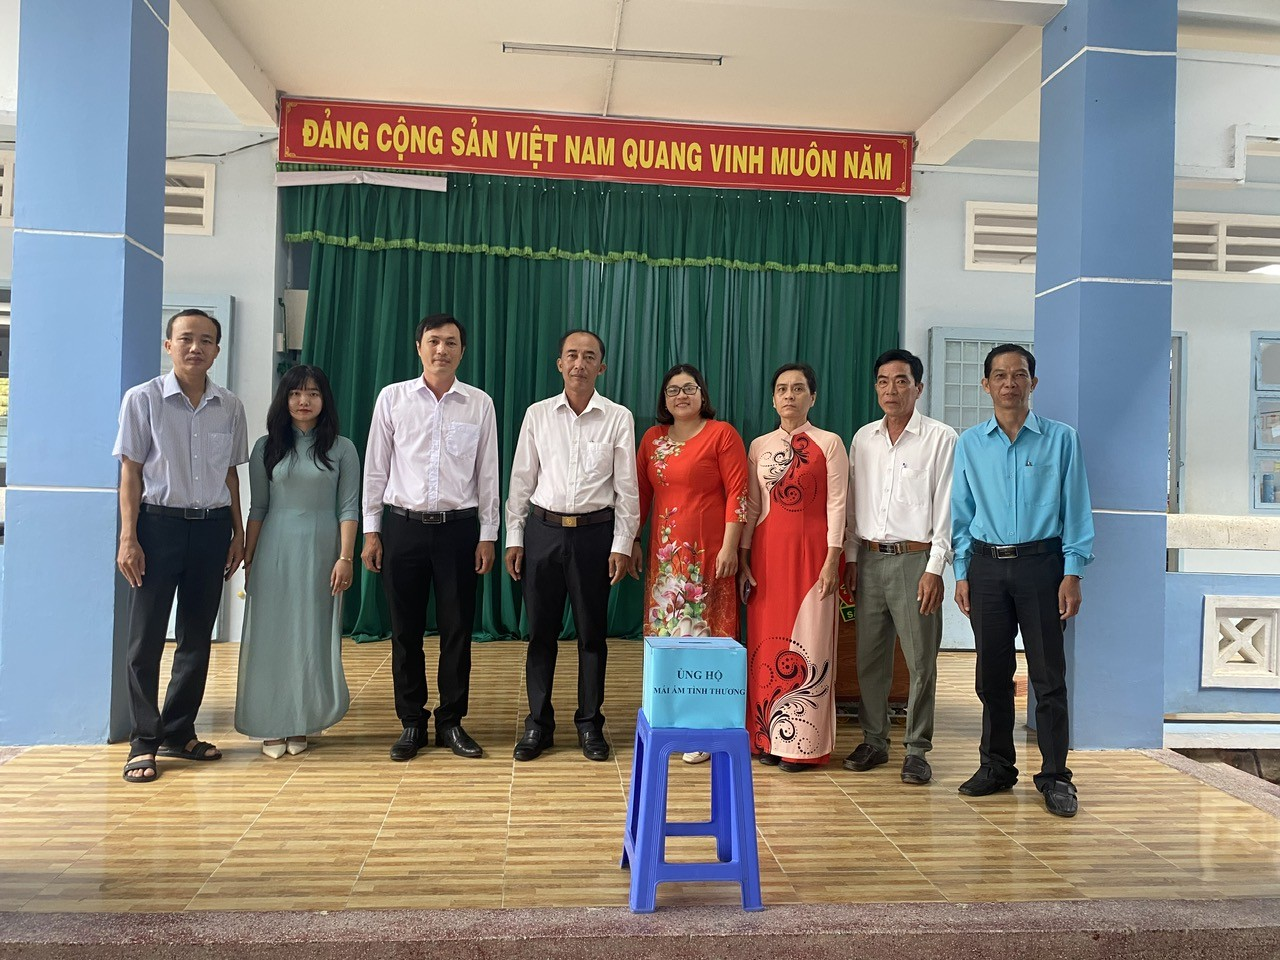 ĐẢNG CỘNG SẢN VIỆT NAM QUANG VINH MUÔN NĂM
ỦNG HỘ
MÁI ẤM TÌNH THƯƠNG